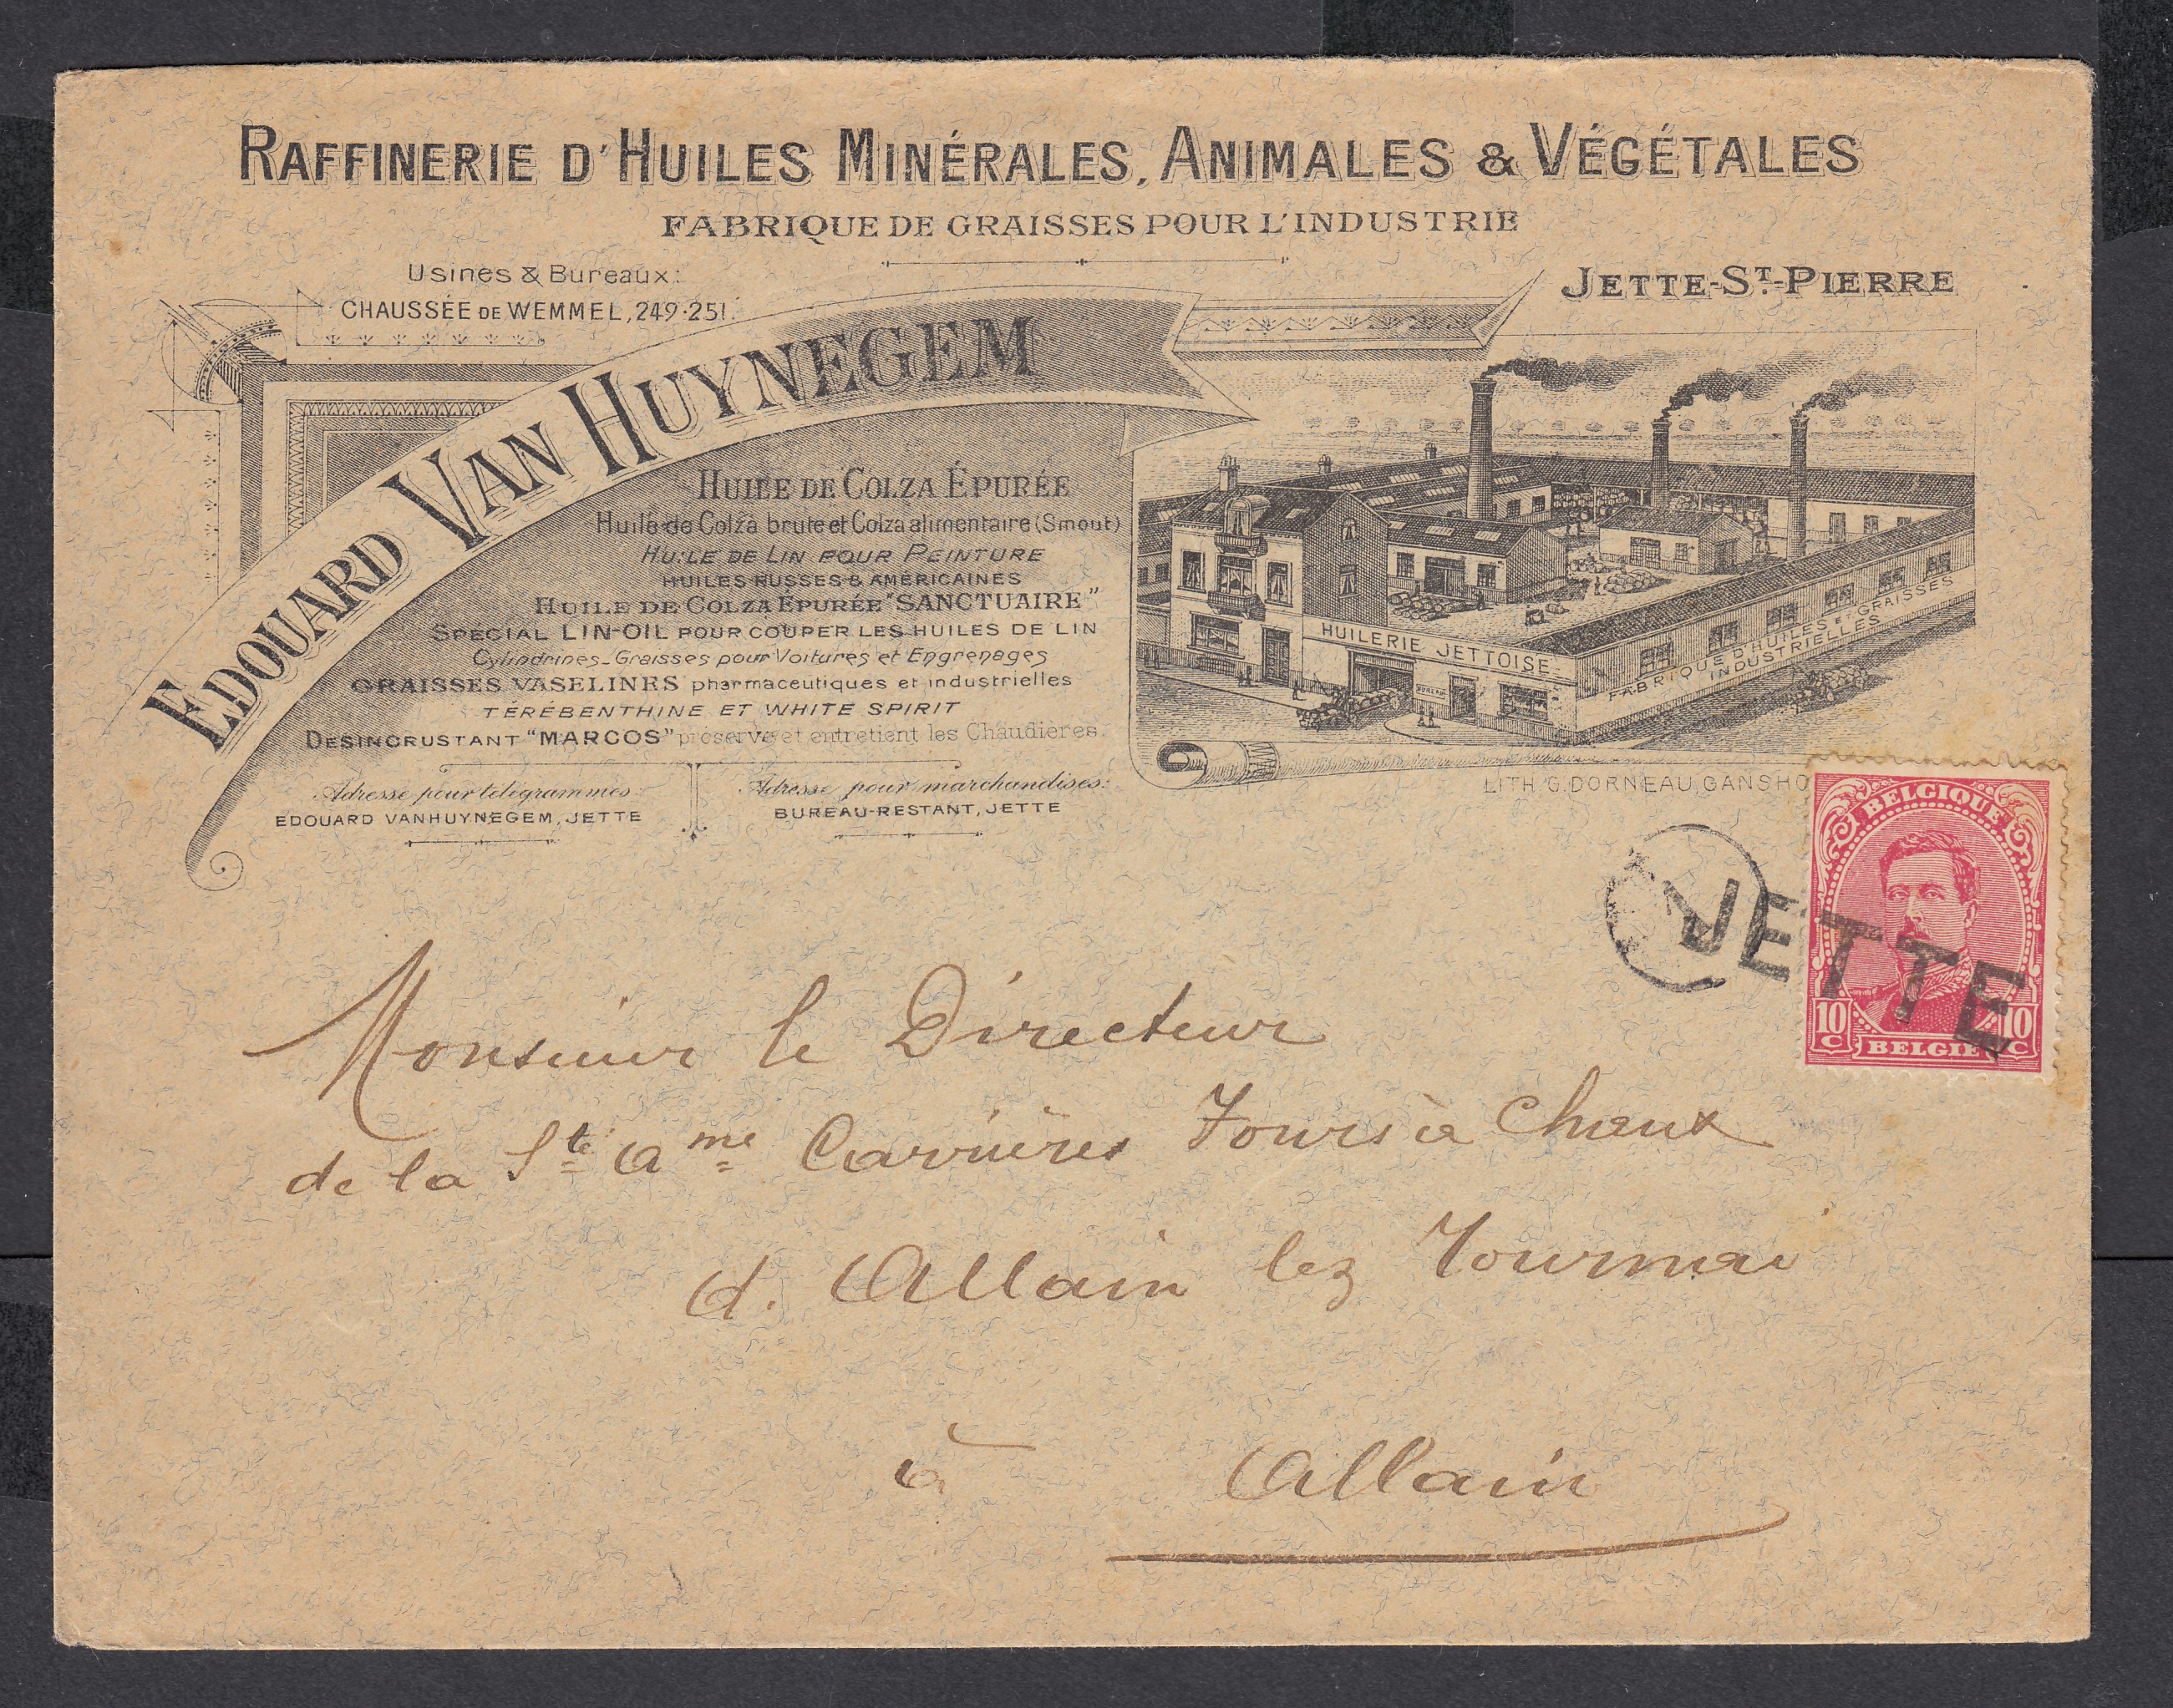 RAFFINERIE D'HUILES MINÉRALES, ANIMALES & VÉGÉTALES
FABRIQUE DE GRAISSES POUR L'INDUSTRIE
Usines & Bureaux:
CHAUSSÉE DE WEMMEL, 249-251.
JETTE-ST-PIERRE
EDOUARD VAN HUYNEGEM
HUILE DE COLZA ÉPURÉE
Huile de Colza brute et Colza alimentaire (Smout)
HUILE DE LIN POUR PEINTURE
HUILES RUSSES & AMÉRICAINES
HUILE DE COLZA ÉPURÉE "SANCTUAIRE"
SPÉCIAL LIN-OIL POUR COUPER LES HUILES DE LIN
Cylindrines-Graisses pour Voitures et Engrenages
GRAISSES VASELINES pharmaceutiques et industrielles
TÉRÉBENTHINE ET WHITE SPIRIT
DESINCRUSTANT "MARCOS" préserve et entretient les Chaudières.
Adresse pour télégrammes:
EDOUARD VANHUYNEGEM, JETTE
Adresse pour marchandises:
BUREAU-RESTANT, JETTE
HUILERIE JETTOISE
BUREAU
FABRIQUE D'HUILES ET GRAISSES
INDUSTRIELLES
LITH. G. DORNEAU, GANSHO
BELGIQUE
10 C
BELGIE
10 C
JETTE
Monsieur le Directeur
de la Sté Ame Carrières Fours à Chaux
d. Allain lez Tournai
à Allain